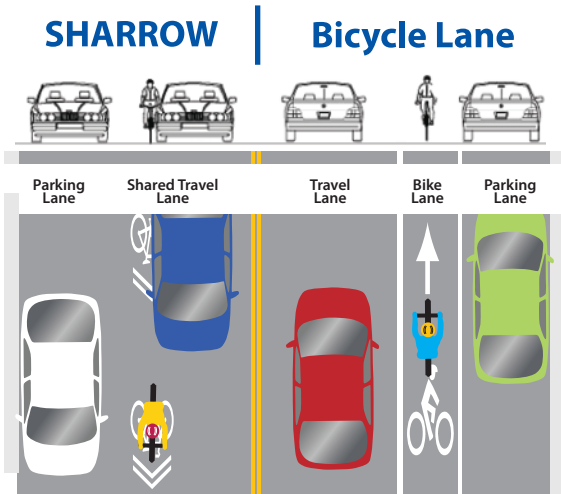 SHARROW
Bicycle Lane
Parking
Lane
Shared Travel
Lane
Travel
Lane
Bike
Lane
Parking
Lane